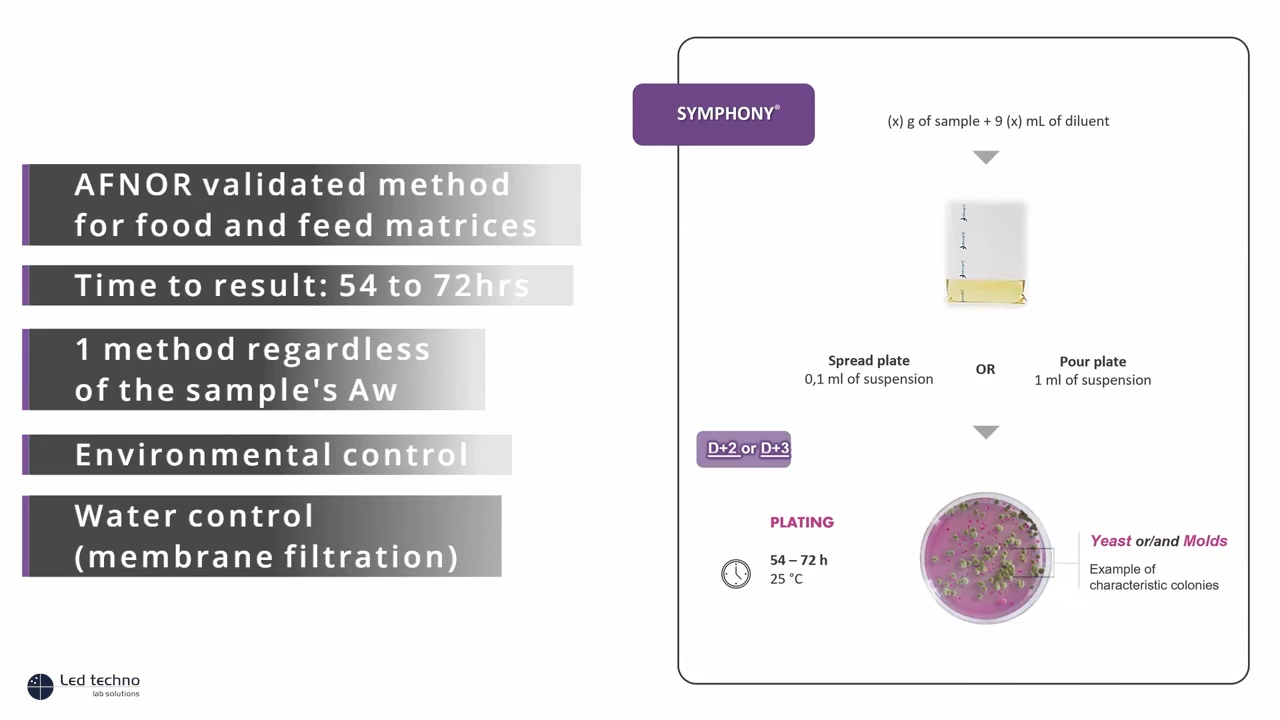 AFNOR validated method
for food and feed matrices
Time to result: 54 to 72hrs
1 method regardless
of the sample's Aw
Environmental control
Water control
(membrane filtration)
Led techno
lab solutions
SYMPHONY®
(x) g of sample + 9 (x) mL of diluent
Spread plate
0,1 ml of suspension
OR
Pour plate
1 ml of suspension
D+2 or D+3
PLATING
54 – 72 h
25 °C
Yeast or/and Molds
Example of
characteristic colonies